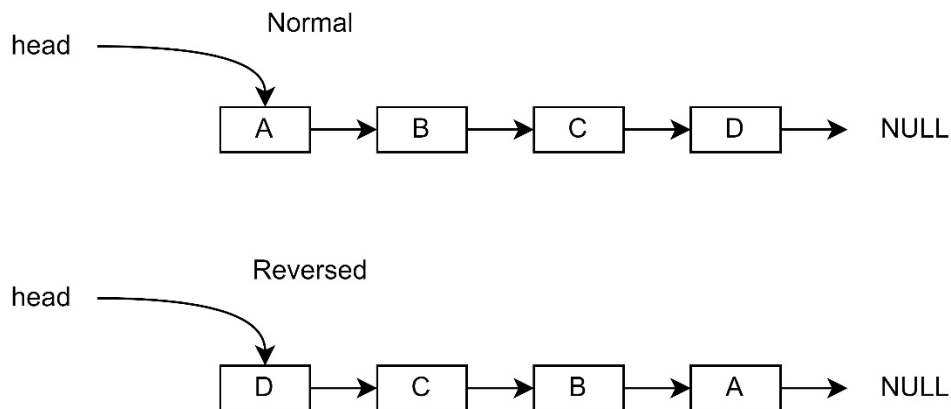 Normal
head
A B C D NULL
Reversed
head
D C B A NULL